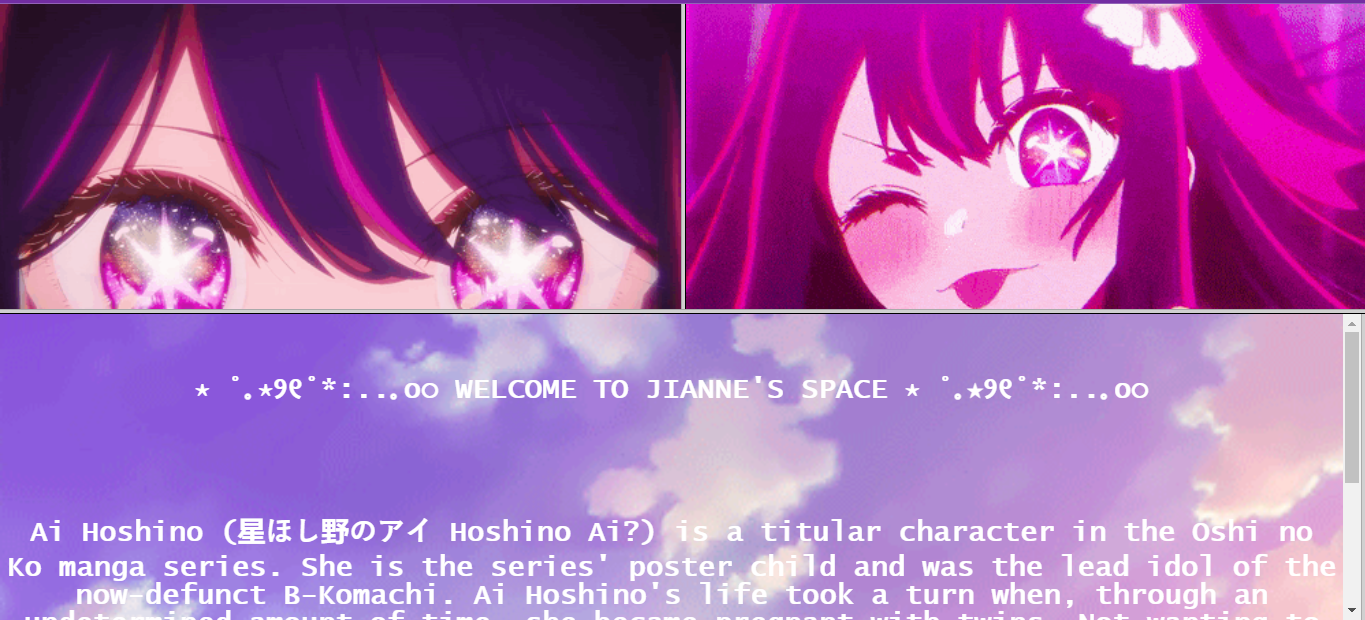 ⋆ ˚｡⋆୨୧˚*:..｡o○ WELCOME TO JIANNE'S SPACE ⋆ ˚｡⋆୨୧˚*:..｡o○
Ai Hoshino (星ほし野のアイ Hoshino Ai?) is a titular character in the Oshi no
Ko manga series. She is the series' poster child and was the lead idol of the
now-defunct B-Komachi. Ai Hoshino's life took a turn when, through an
undetermined amount of time, she became pregnant with twins. Not wanting to